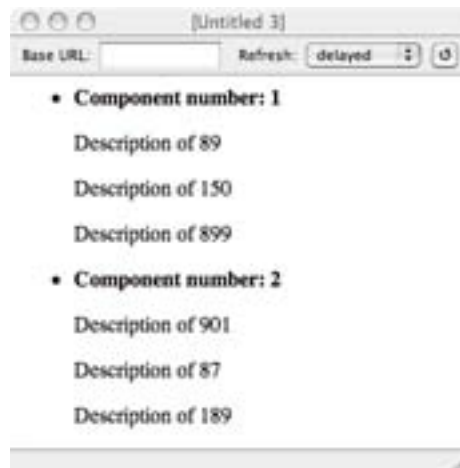 [Untitled 3]
Base URL: Refresh: delayed
• Component number: 1
Description of 89
Description of 150
Description of 899
• Component number: 2
Description of 901
Description of 87
Description of 189